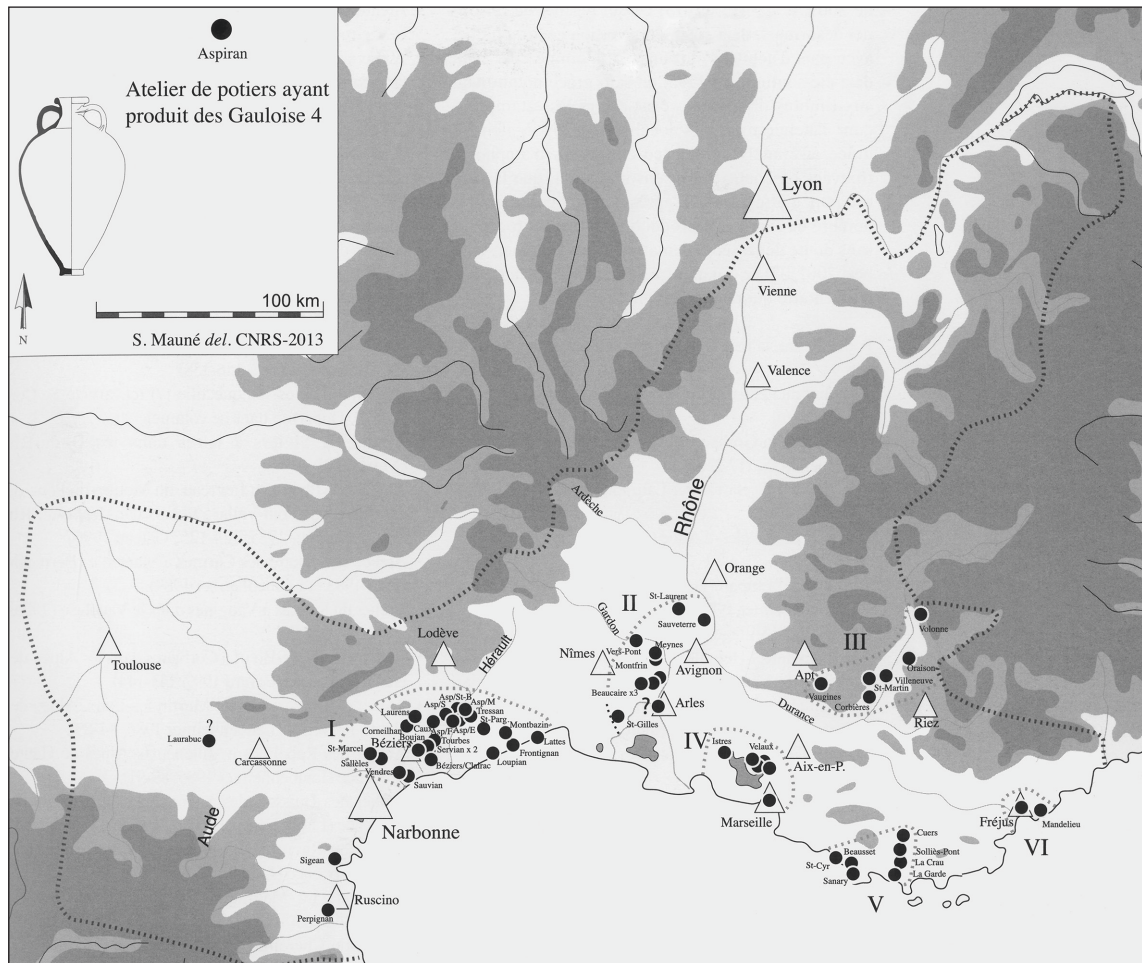 Aspiran
Atelier de potiers ayant
produit des Gauloise 4
100 km
N
S. Mauné del. CNRS-2013
Lyon
Vienne
Valence
Ardèche
Rhône
Orange
St-Laurent
II
Sauveterre
Gardon
Vers-Pont
Meynes
Nîmes
Montfrin
Avignon
Beaucaire x3
?
Arles
St-Gilles
Volonne
III
Apt
Oraison
Villeneuve
St-Martin
Vaugines
Corbières
Durance
Riez
Toulouse
Lodève
Hérault
Asp/St-B
Asp/S
Asp/M
Laurens
Tressan
St-Parg.
Corneilhan
Caux
Asp/F
Asp/E
Montbazin
I
Boujan
Tourbes
Lattes
St-Marcel
Béziers
Servian x 2
Frontignan
Sallèles
Béziers/Clairac
Loupian
Vendres
Sauvian
?
Laurabuc
Carcassonne
Aude
Narbonne
Sigean
Ruscino
Perpignan
IV
Istres
Velaux
Aix-en-P.
Marseille
Cuers
Beausset
Solliès-Pont
St-Cyr
La Crau
Sanary
La Garde
V
Fréjus
Mandelieu
VI